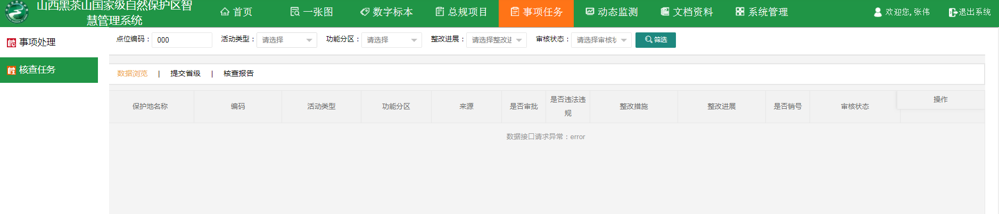 山西黑茶山国家级自然保护区智
慧管理系统
首页
一张图
数字标本
总规项目
事项任务
动态监测
文档资料
系统管理
欢迎您, 张伟
退出系统
事项处理
核查任务
点位编码： 000
活动类型： 请选择
功能分区： 请选择
整改进展： 请选择整改进
审核状态： 请选择审核状
筛选
数据浏览 | 提交省级 | 核查报告
保护地名称
编码
活动类型
功能分区
来源
是否审批
是否违法违
规
整改措施
整改进展
是否销号
审核状态
操作
数据接口请求异常：error